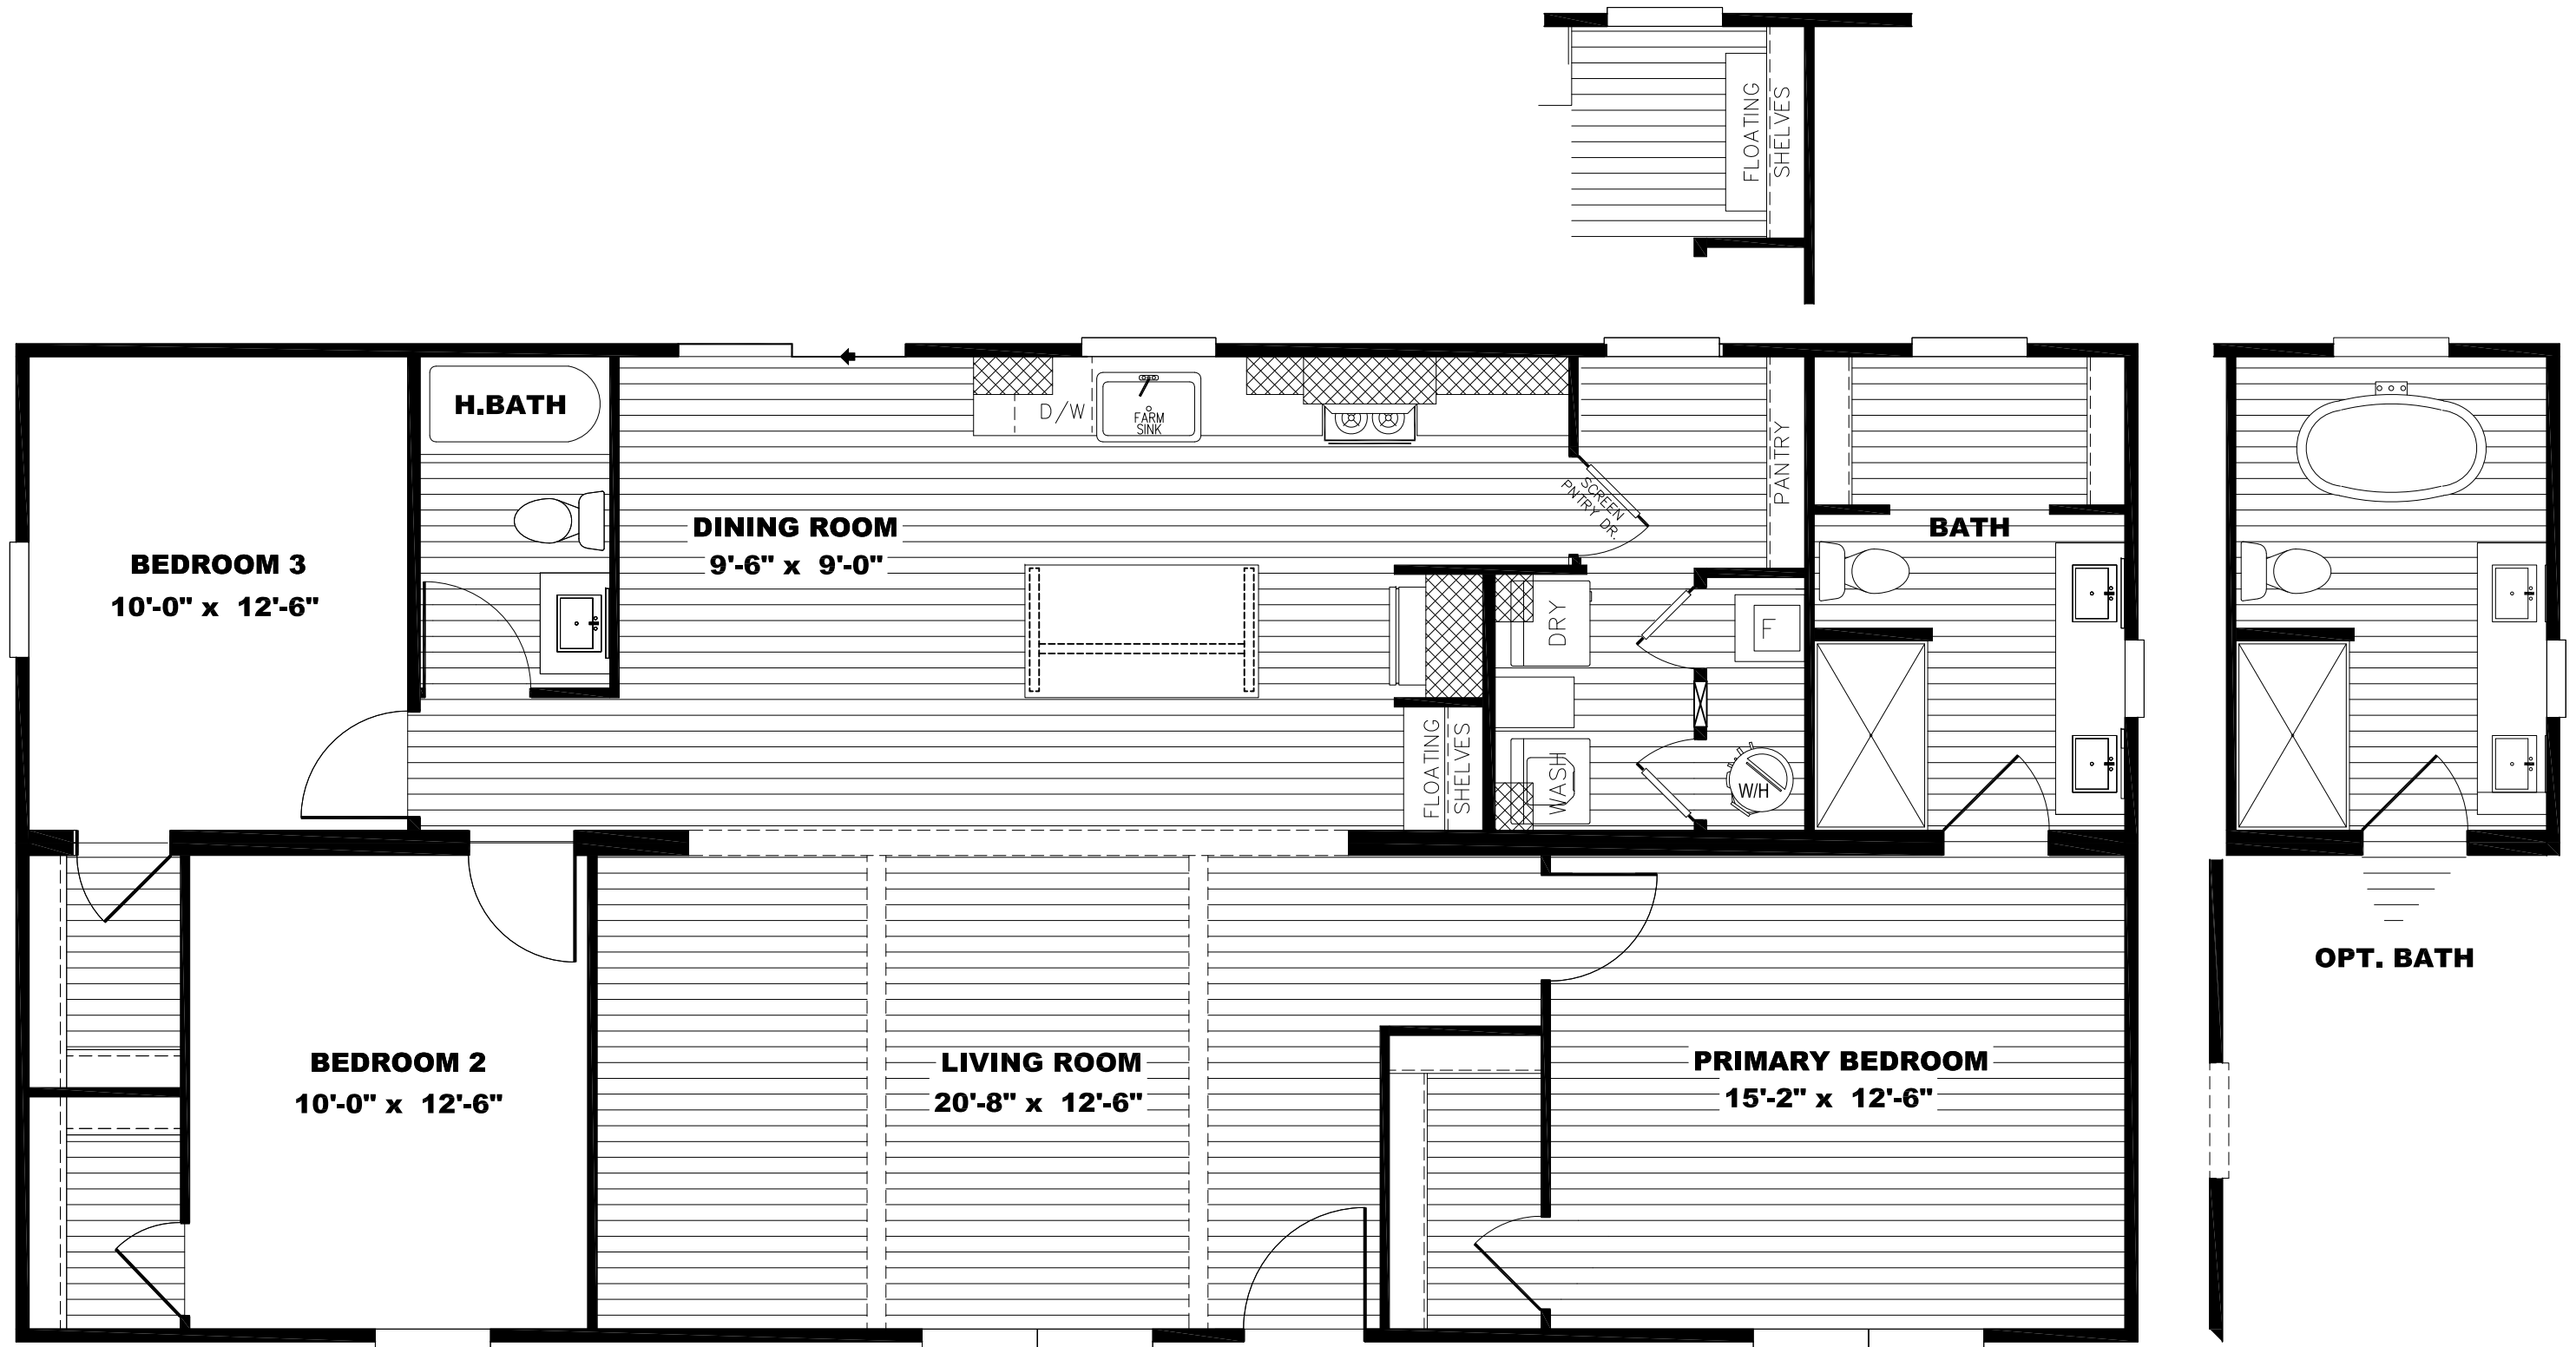 FLOATING
SHELVES
H.BATH
D/W
FARM
SINK
PANTRY
SCREEN
PNTRY DR.
DINING ROOM
9'-6" x 9'-0"
BATH
BEDROOM 3
10'-0" x 12'-6"
DRY
F
FLOATING
SHELVES
WASH
W/H
OPT. BATH
BEDROOM 2
10'-0" x 12'-6"
LIVING ROOM
20'-8" x 12'-6"
PRIMARY BEDROOM
15'-2" x 12'-6"